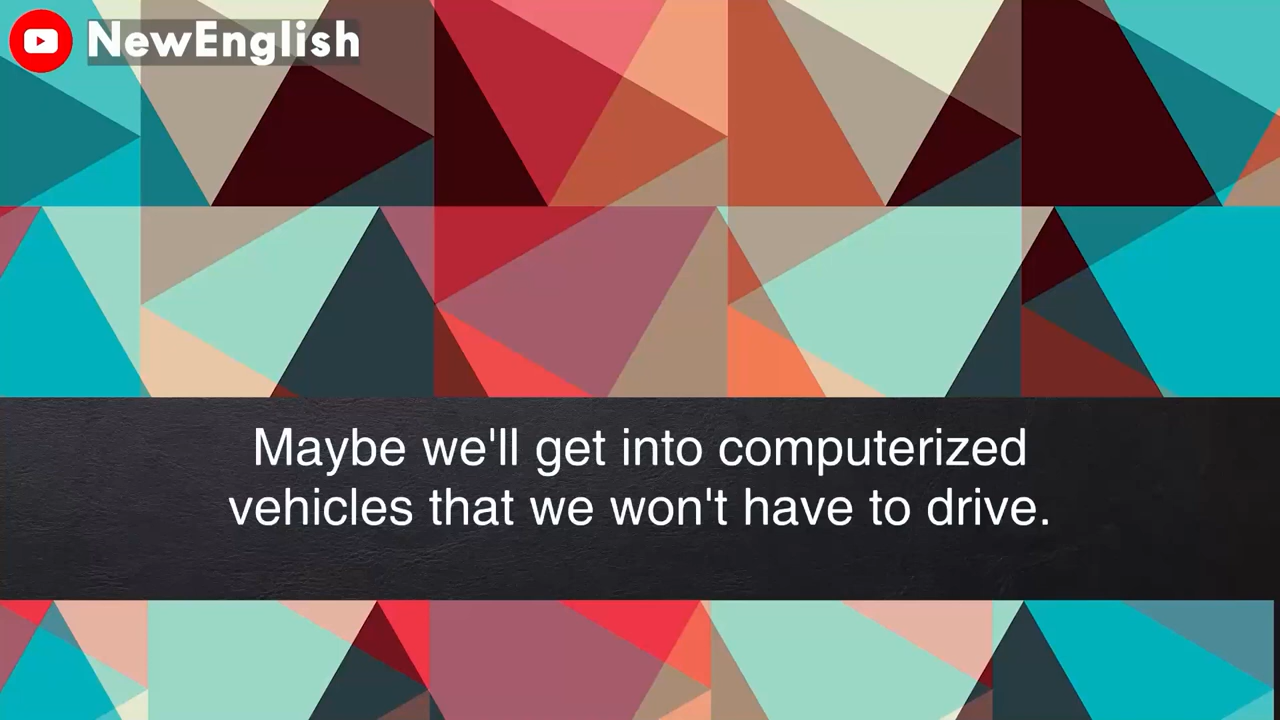 NewEnglish
Maybe we'll get into computerized
vehicles that we won't have to drive.